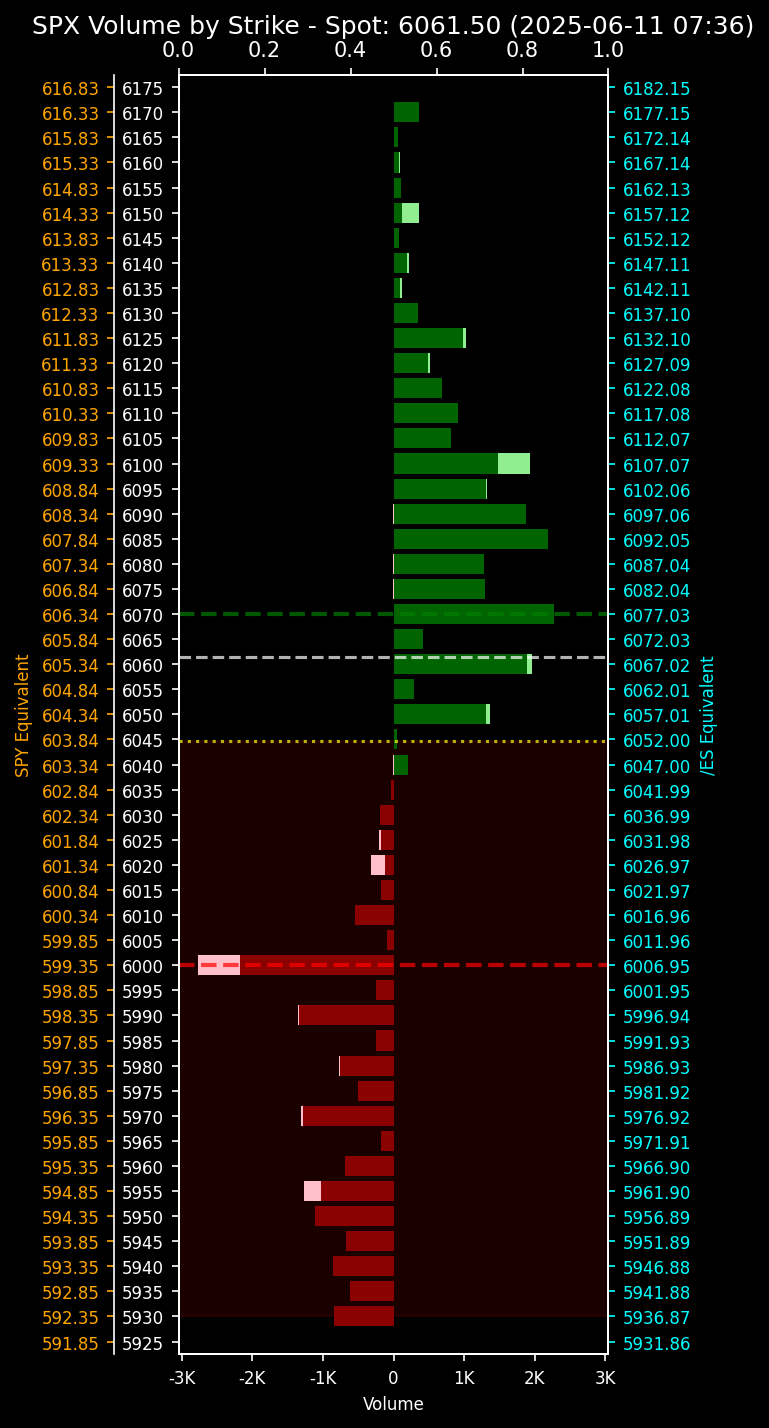 SPX Volume by Strike - Spot: 6061.50 (2025-06-11 07:36)
0.0 0.2 0.4 0.6 0.8 1.0
616.83 6175 6182.15
616.33 6170 6177.15
615.83 6165 6172.14
615.33 6160 6167.14
614.83 6155 6162.13
614.33 6150 6157.12
613.83 6145 6152.12
613.33 6140 6147.11
612.83 6135 6142.11
612.33 6130 6137.10
611.83 6125 6132.10
611.33 6120 6127.09
610.83 6115 6122.08
610.33 6110 6117.08
609.83 6105 6112.07
609.33 6100 6107.07
608.84 6095 6102.06
608.34 6090 6097.06
607.84 6085 6092.05
607.34 6080 6087.04
606.84 6075 6082.04
606.34 6070 6077.03
605.84 6065 6072.03
605.34 6060 6067.02
604.84 6055 6062.01
604.34 6050 6057.01
603.84 6045 6052.00
603.34 6040 6047.00
602.84 6035 6041.99
602.34 6030 6036.99
601.84 6025 6031.98
601.34 6020 6026.97
600.84 6015 6021.97
600.34 6010 6016.96
599.85 6005 6011.96
599.35 6000 6006.95
598.85 5995 6001.95
598.35 5990 5996.94
597.85 5985 5991.93
597.35 5980 5986.93
596.85 5975 5981.92
596.35 5970 5976.92
595.85 5965 5971.91
595.35 5960 5966.90
594.85 5955 5961.90
594.35 5950 5956.89
593.85 5945 5951.89
593.35 5940 5946.88
592.85 5935 5941.88
592.35 5930 5936.87
591.85 5925 5931.86
SPY Equivalent
/ES Equivalent
-3K -2K -1K 0 1K 2K 3K
Volume